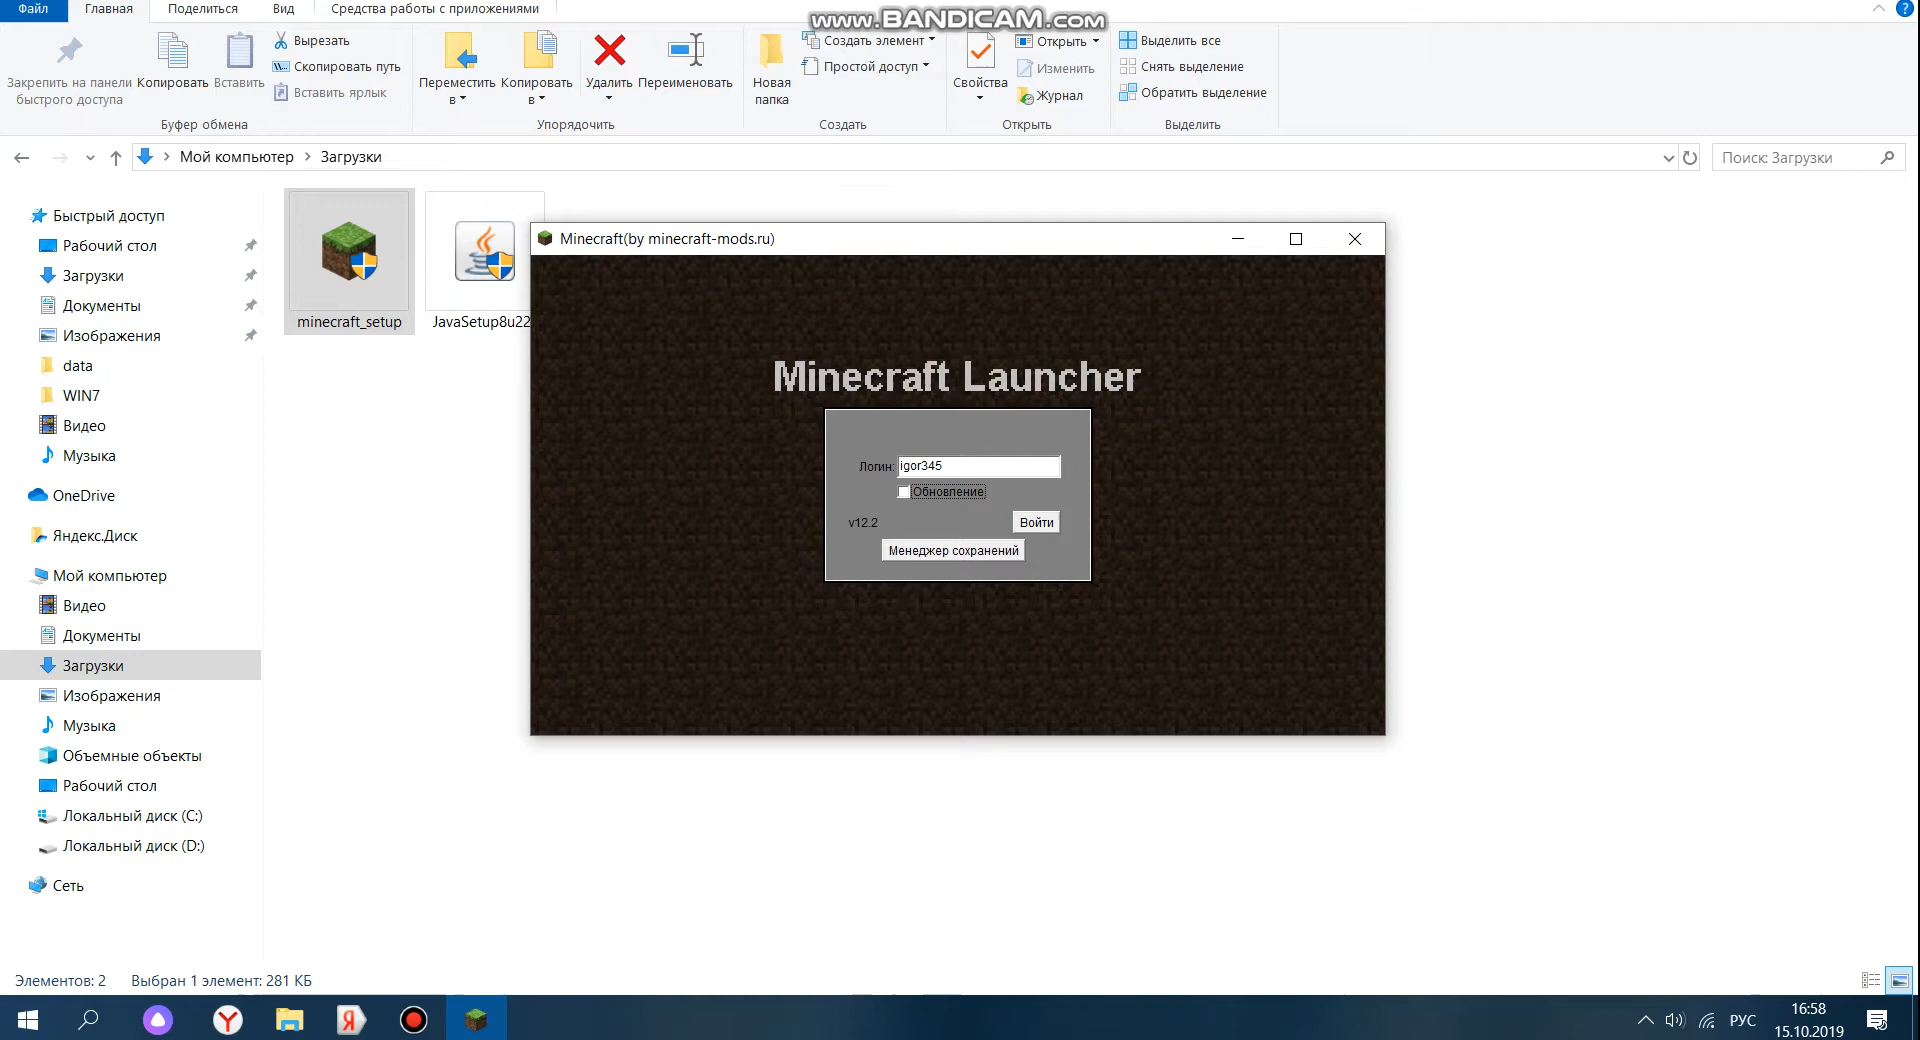 Файл Главная Поделиться Вид Средства работы с приложениями
www.BANDICAM.com
Закрепить на панели быстрого доступа
Копировать
Вставить
Вырезать
Скопировать путь
Вставить ярлык
Буфер обмена
Переместить в
Копировать в
Удалить
Переименовать
Упорядочить
Новая папка
Создать элемент
Простой доступ
Создать
Свойства
Открыть
Изменить
Журнал
Открыть
Выделить все
Снять выделение
Обратить выделение
Выделить
Мой компьютер Загрузки
Поиск: Загрузки
Быстрый доступ
Рабочий стол
Загрузки
Документы
Изображения
data
WIN7
Видео
Музыка
OneDrive
Яндекс.Диск
Мой компьютер
Видео
Документы
Загрузки
Изображения
Музыка
Объемные объекты
Рабочий стол
Локальный диск (C:)
Локальный диск (D:)
Сеть
minecraft_setup
JavaSetup8u22
Minecraft(by minecraft-mods.ru)
Minecraft Launcher
Логин: igor345
Обновление
v12.2 Войти
Менеджер сохранений
Элементов: 2 Выбран 1 элемент: 281 КБ
РУС
16:58
15.10.2019